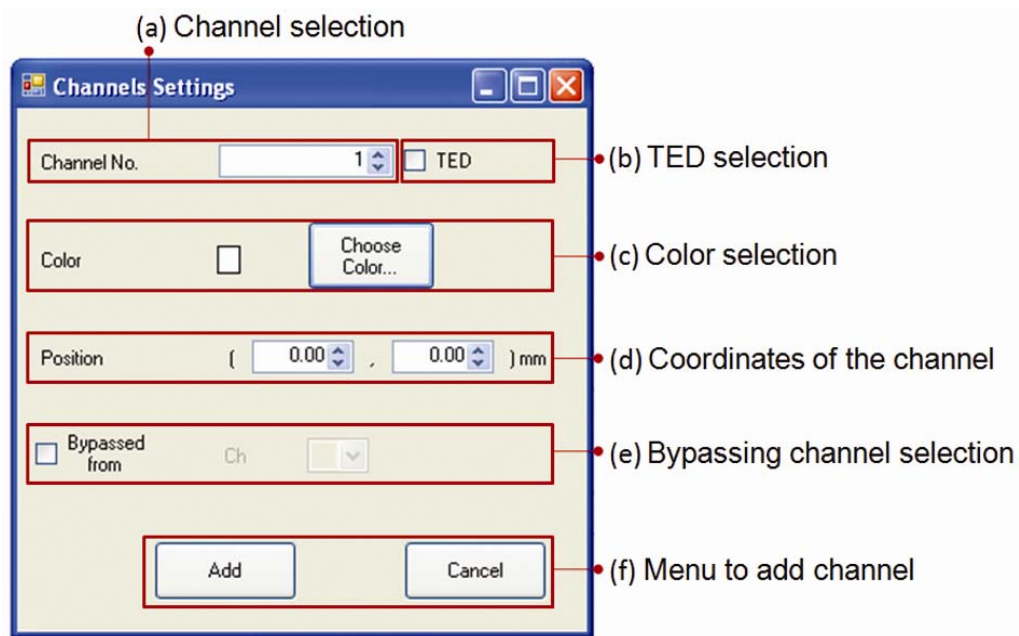 (a) Channel selection
Channels Settings
Channel No. 1 TED
(b) TED selection
Color Choose
Color...
(c) Color selection
Position ( 0.00 , 0.00 ) mm
(d) Coordinates of the channel
Bypassed
from Ch
(e) Bypassing channel selection
Add Cancel
(f) Menu to add channel